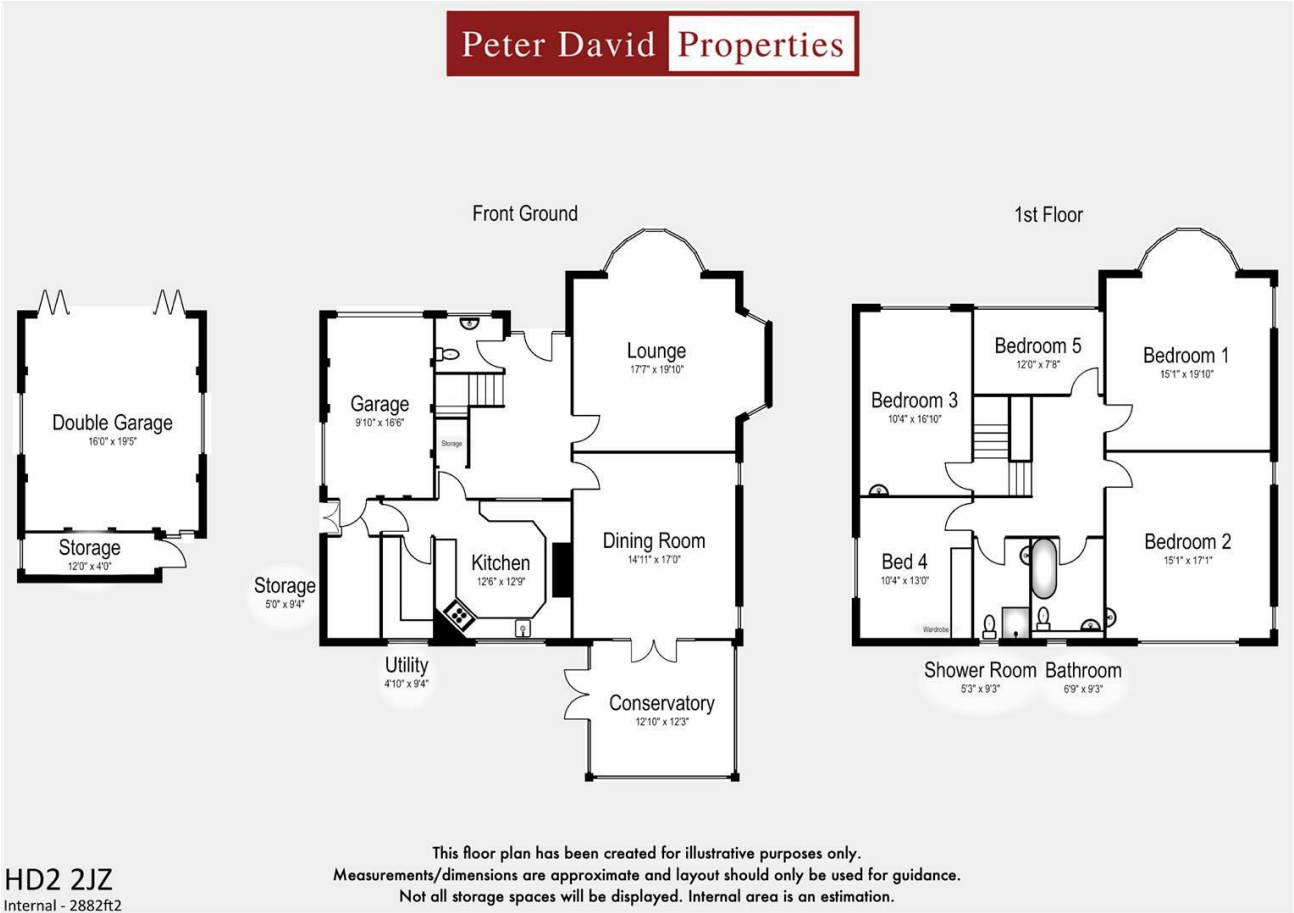 Peter David Properties
Front Ground
1st Floor
Double Garage
16'0" x 19'5"
Storage
12'0" x 4'0"
Garage
9'10" x 16'6"
Storage
Lounge
17'7" x 19'10"
Dining Room
14'11" x 17'0"
Kitchen
12'6" x 12'9"
Storage
5'0" x 9'4"
Utility
4'10" x 9'4"
Conservatory
12'10" x 12'3"
Bedroom 5
12'0" x 7'8"
Bedroom 1
15'1" x 19'10"
Bedroom 3
10'4" x 16'10"
Bedroom 2
15'1" x 17'1"
Bed 4
10'4" x 13'0"
Wardrobe
Shower Room
5'3" x 9'3"
Bathroom
6'9" x 9'3"
This floor plan has been created for illustrative purposes only.
Measurements/dimensions are approximate and layout should only be used for guidance.
Not all storage spaces will be displayed. Internal area is an estimation.
HD2 2JZ
Internal - 2882ft2